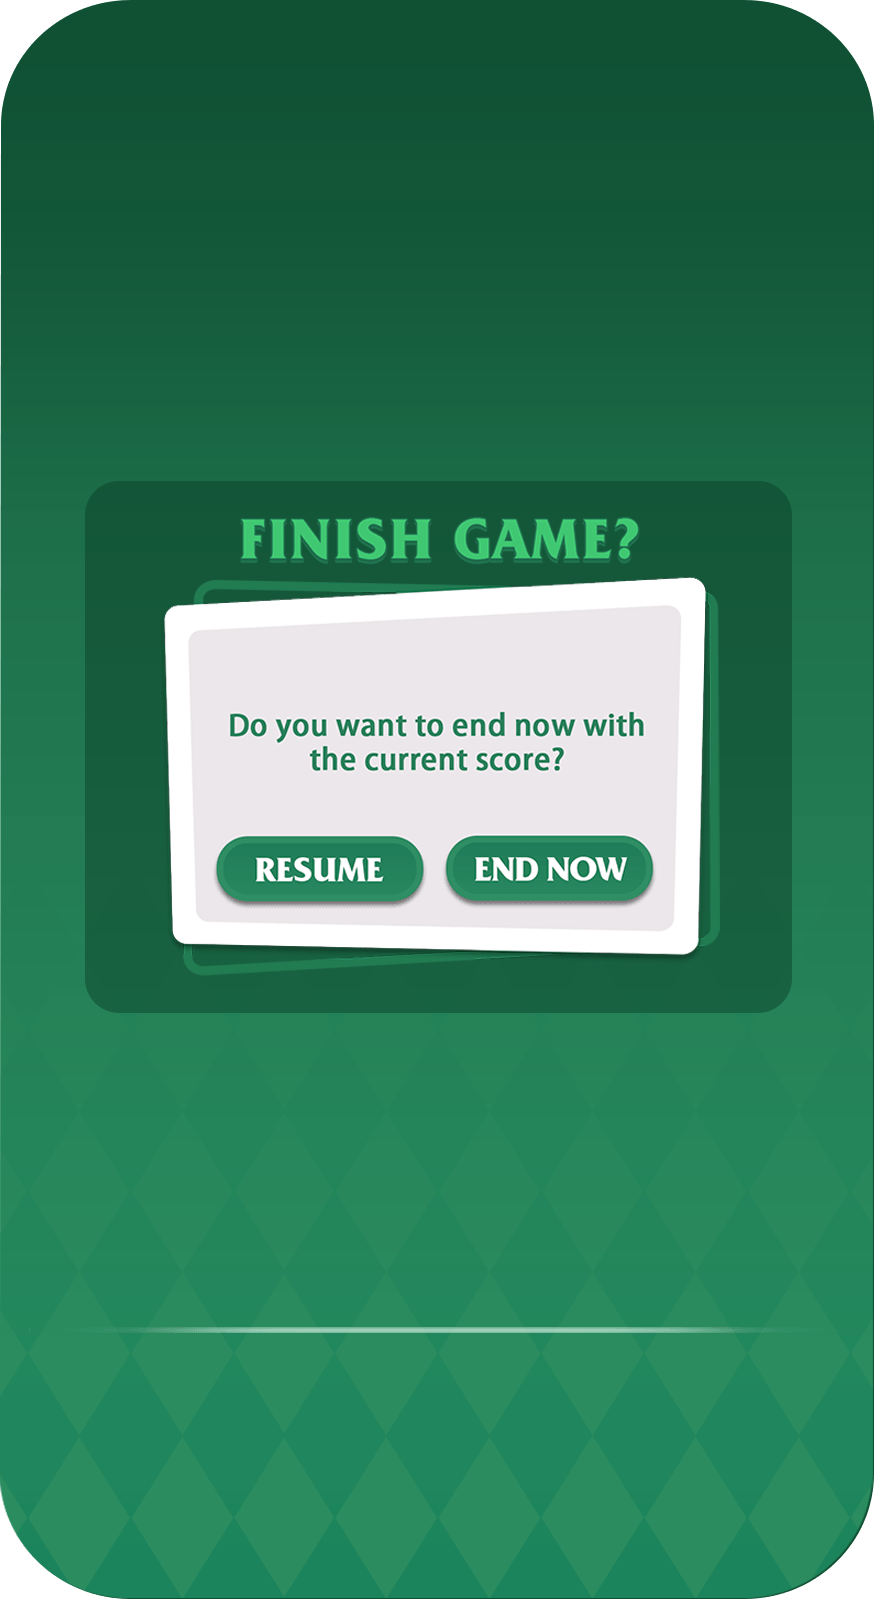 FINISH GAME?
Do you want to end now with
the current score?
RESUME
END NOW